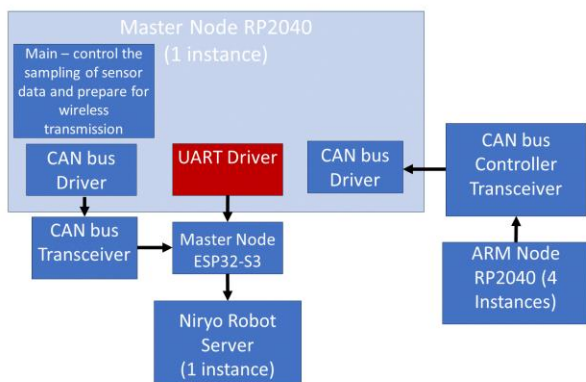 Master Node RP2040
(1 instance)
Main – control the
sampling of sensor
data and prepare for
wireless
transmission
CAN bus
Driver
UART Driver
CAN bus
Driver
CAN bus
Controller
Transceiver
CAN bus
Transceiver
Master Node
ESP32-S3
ARM Node
RP2040 (4
Instances)
Niryo Robot
Server
(1 instance)